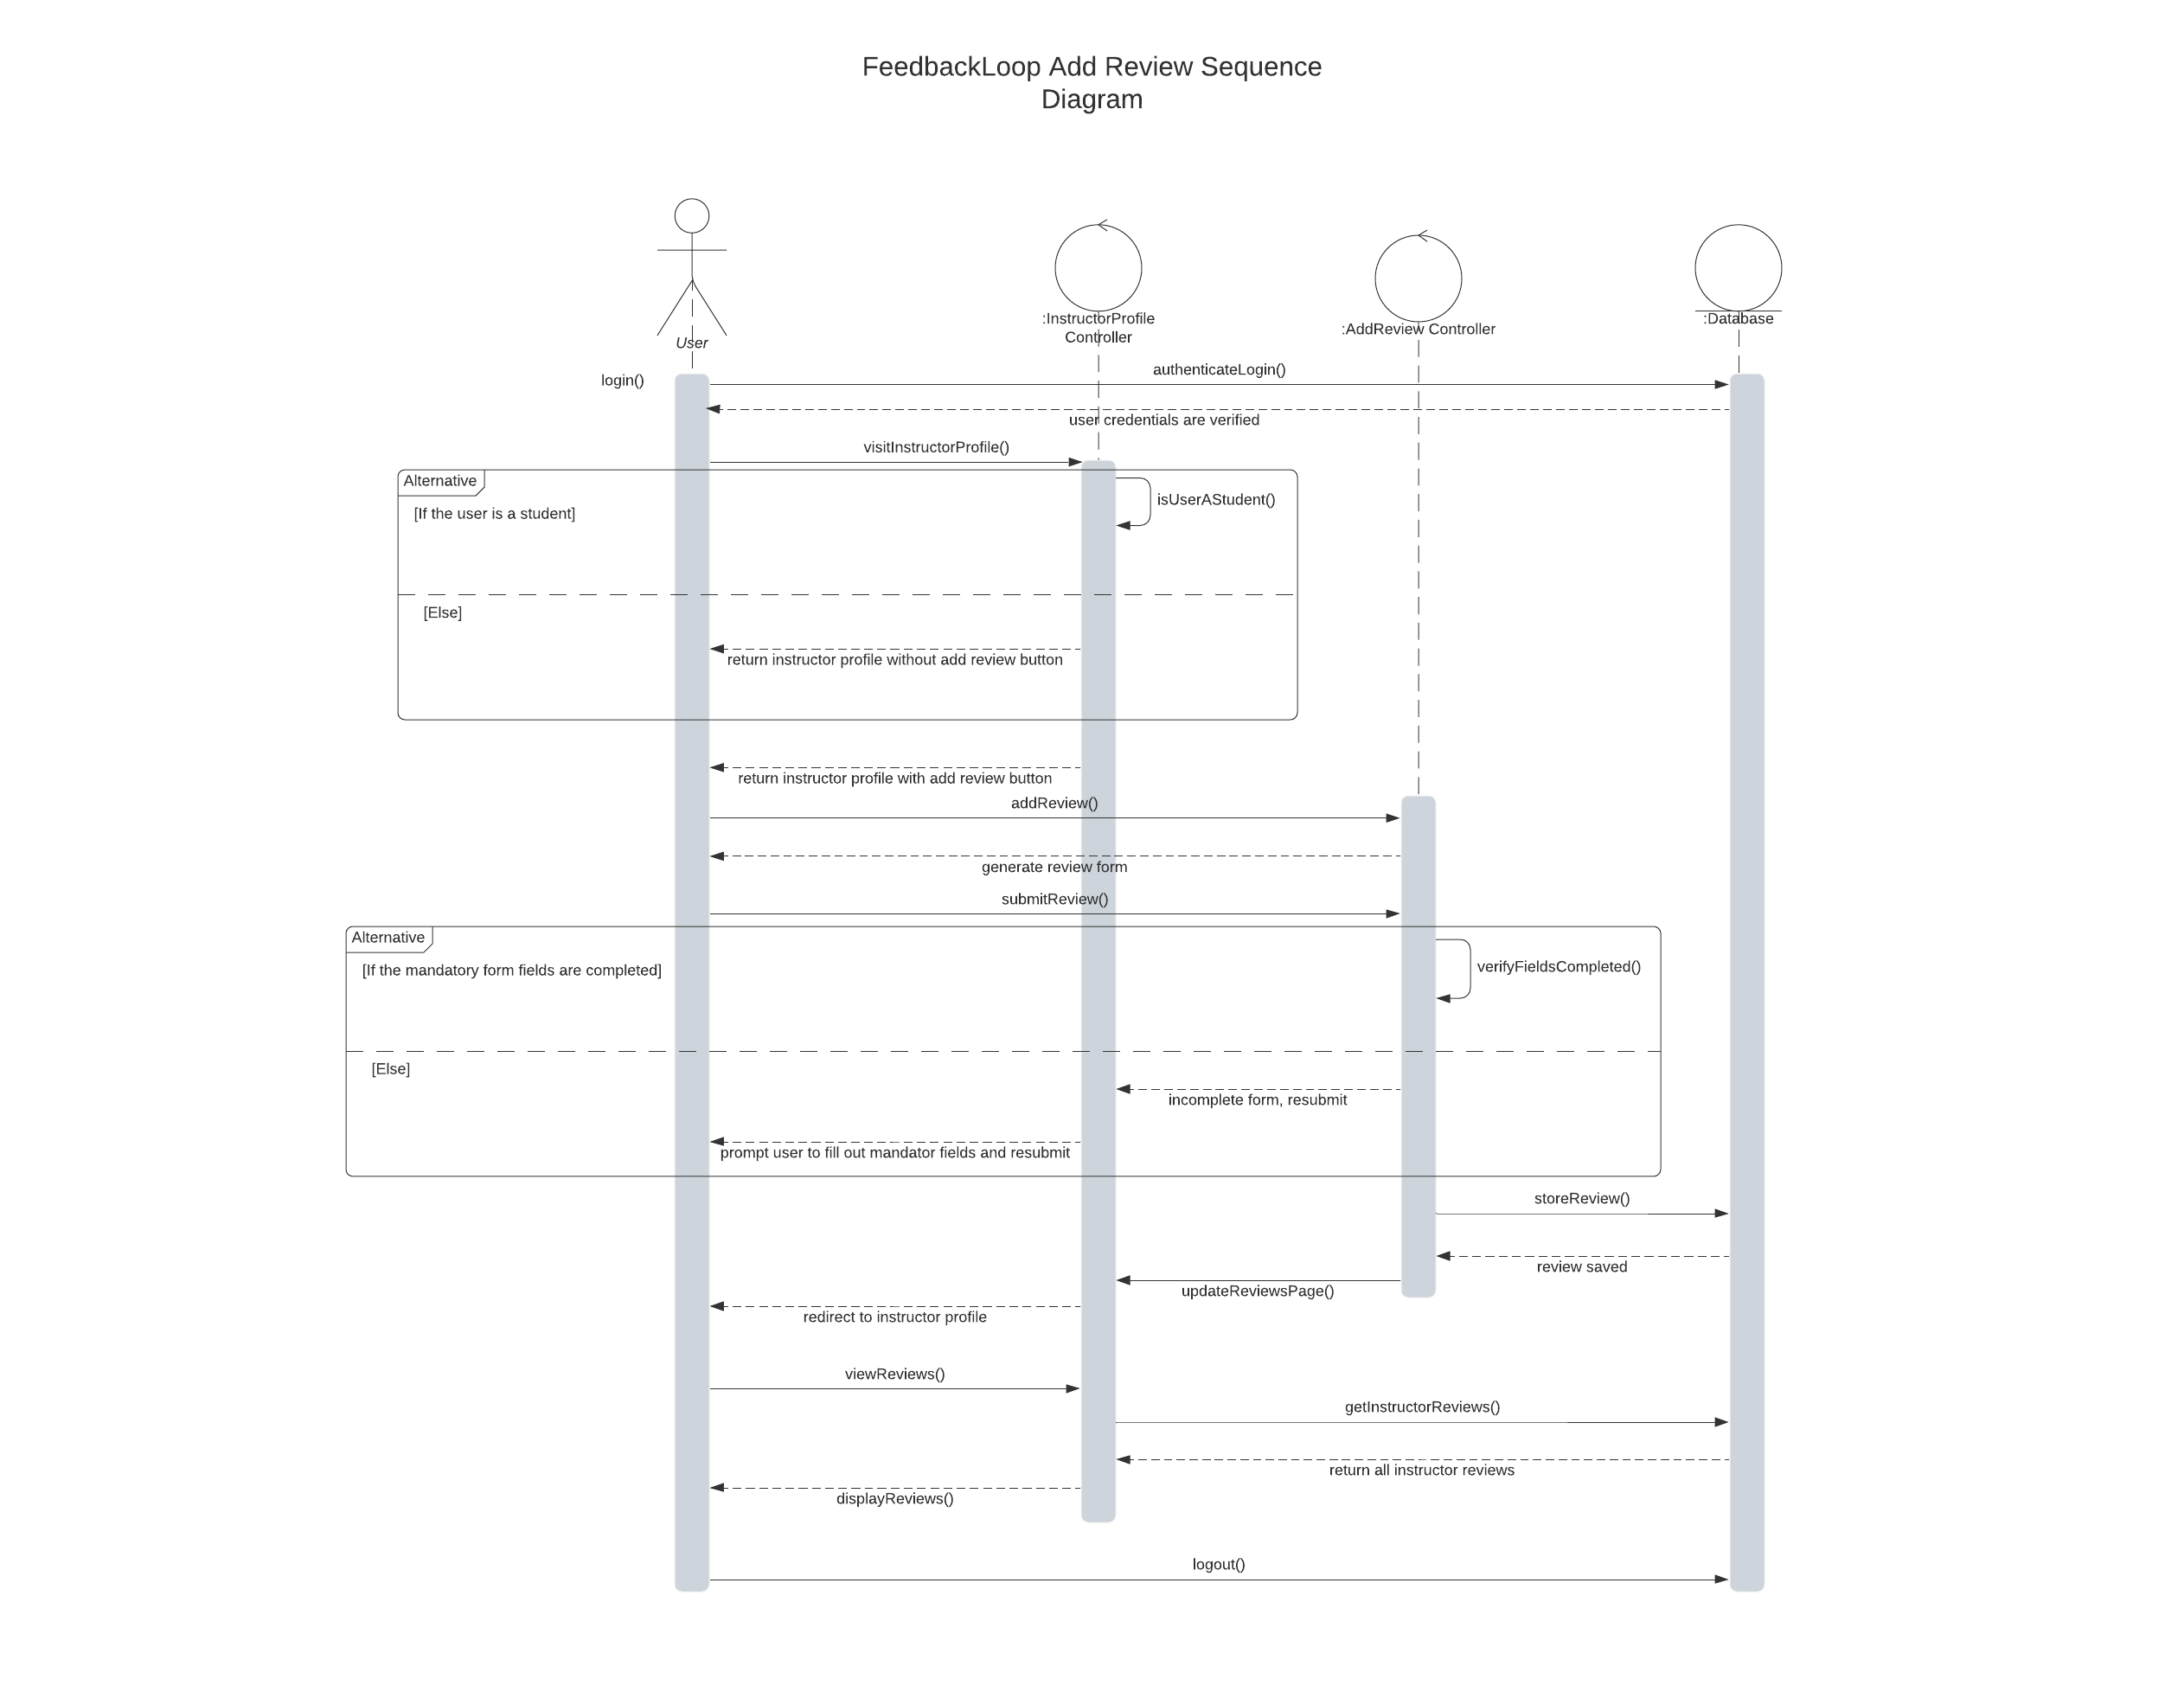 FeedbackLoop Add Review Sequence
Diagram
User
:InstructorProfile
Controller
:AddReview Controller
:Database
login()
authenticateLogin()
user credentials are verified
visitInstructorProfile()
Alternative
isUserAStudent()
[If the user is a student]
[Else]
return instructor profile without add review button
return instructor profile with add review button
addReview()
generate review form
submitReview()
Alternative
[If the mandatory form fields are completed]
verifyFieldsCompleted()
[Else]
incomplete form, resubmit
prompt user to fill out mandator fields and resubmit
storeReview()
review saved
updateReviewsPage()
redirect to instructor profile
viewReviews()
getInstructorReviews()
return all instructor reviews
displayReviews()
logout()